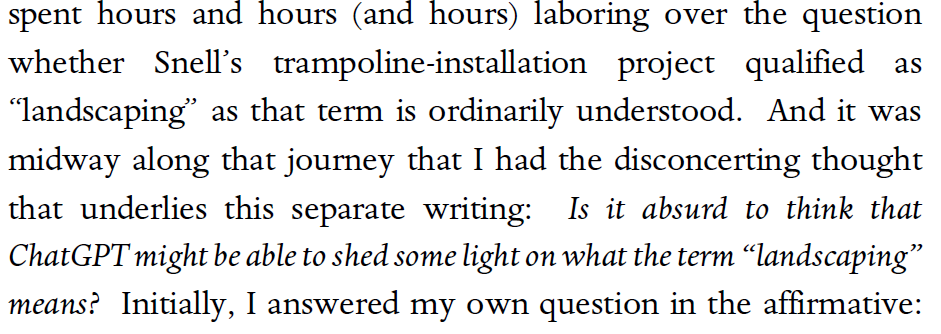 spent hours and hours (and hours) laboring over the question
whether Snell’s trampoline-installation project qualified as
“landscaping” as that term is ordinarily understood.  And it was
midway along that journey that I had the disconcerting thought
that underlies this separate writing:  Is it absurd to think that
ChatGPT might be able to shed some light on what the term “landscaping”
means?  Initially, I answered my own question in the affirmative: